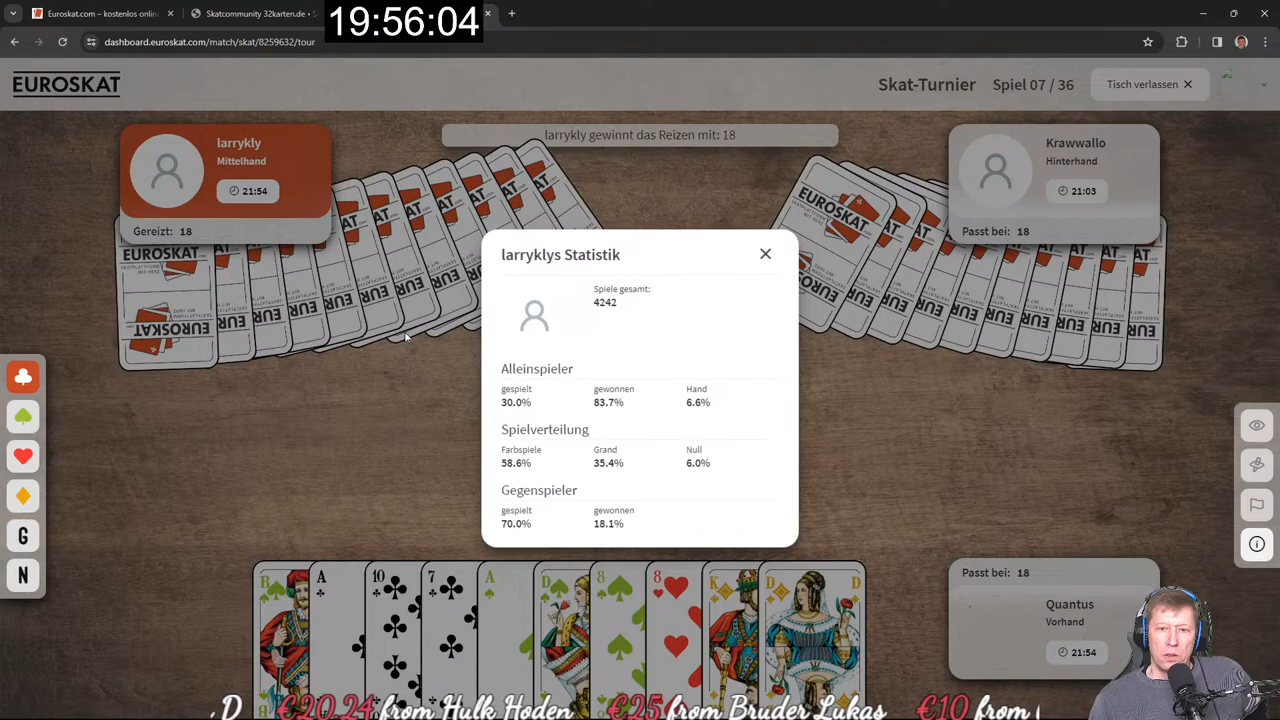 Euroskat.com – kostenlos onlin
Skatcommunity 32karten.de • S
19:56:04
dashboard.euroskat.com/match/skat/8259632/tour
EUROSKAT
Skat-Turnier
Spiel 07 / 36
Tisch verlassen ✕
larrykly gewinnt das Reizen mit: 18
larrykly
Mittelhand
21:54
Gereizt: 18
Krawwallo
Hinterhand
21:03
Passt bei: 18
larryklys Statistik
Spiele gesamt:
4242
Alleinspieler
gespielt gewonnen Hand
30.0% 83.7% 6.6%
Spielverteilung
Farbspiele Grand Null
58.6% 35.4% 6.0%
Gegenspieler
gespielt gewonnen
70.0% 18.1%
G
N
B A 10 7 A D 8 8 K D D
Passt bei: 18
Quantus
Vorhand
21:54
D €20.24 from Hulk Hoden €25 from Bruder Lukas €10 from